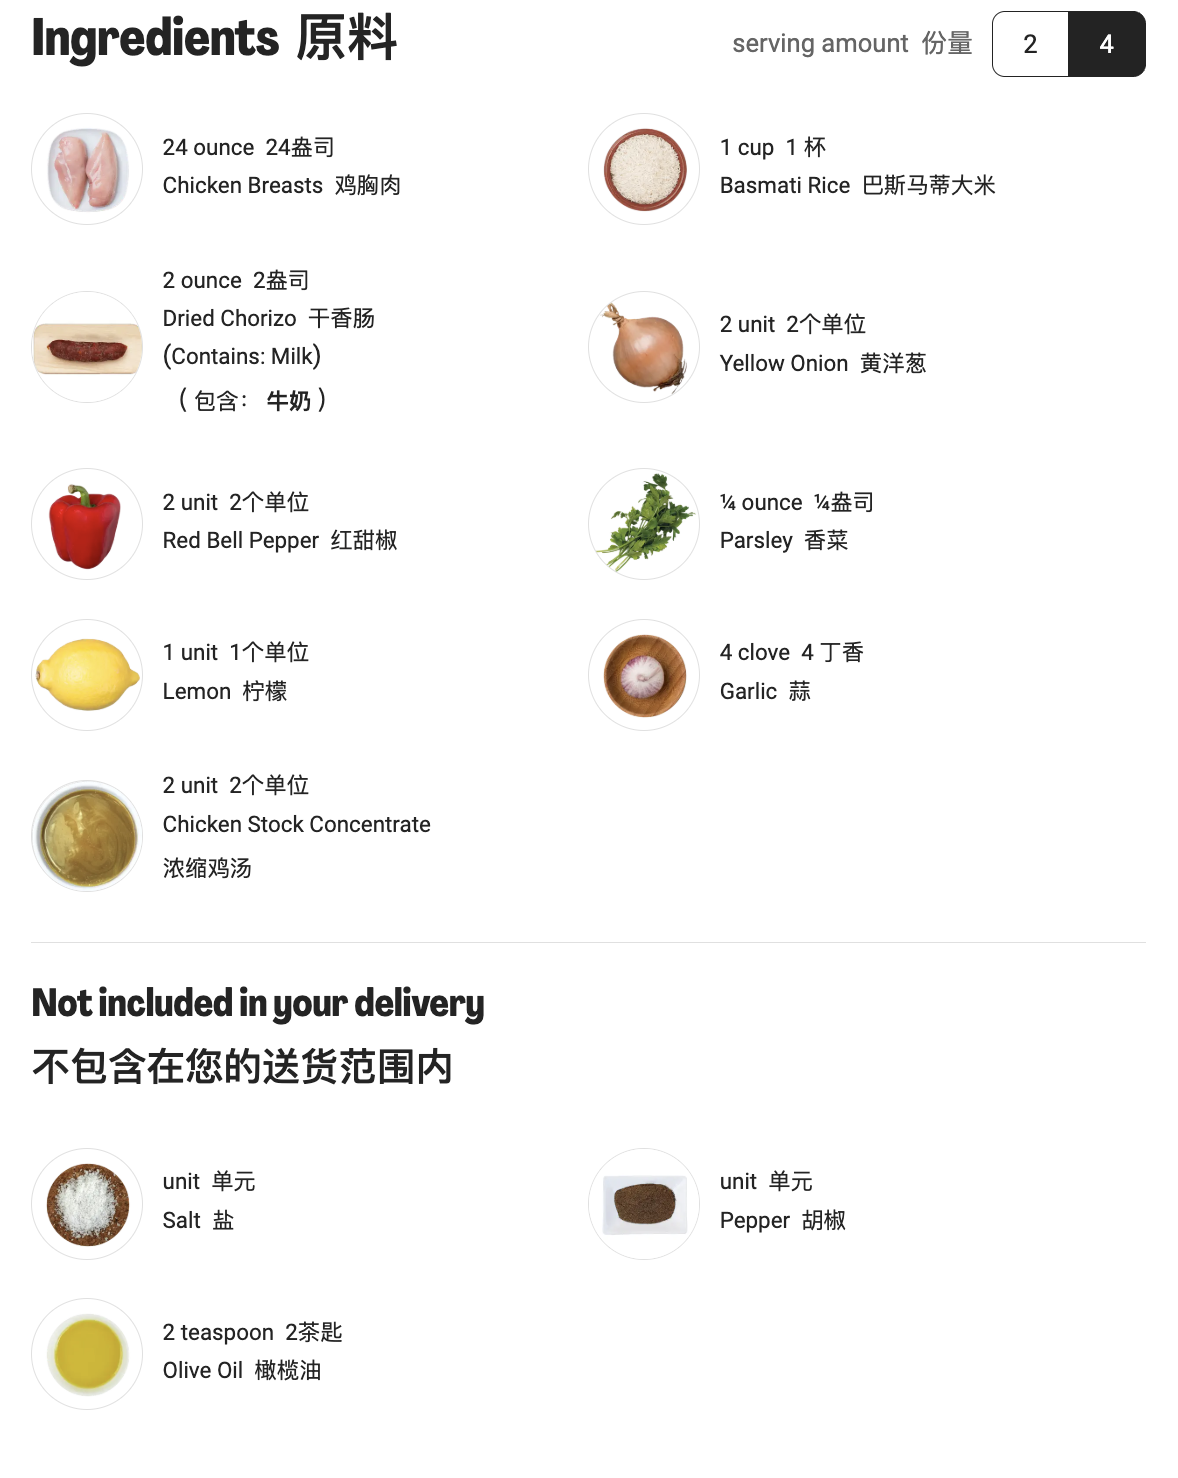 Ingredients 原料
serving amount 份量 2 4
24 ounce 24盎司
Chicken Breasts 鸡胸肉
1 cup 1 杯
Basmati Rice 巴斯马蒂大米
2 ounce 2盎司
Dried Chorizo 干香肠
(Contains: Milk)
( 包含： 牛奶 )
2 unit 2个单位
Yellow Onion 黄洋葱
2 unit 2个单位
Red Bell Pepper 红甜椒
¼ ounce ¼盎司
Parsley 香菜
1 unit 1个单位
Lemon 柠檬
4 clove 4 丁香
Garlic 蒜
2 unit 2个单位
Chicken Stock Concentrate
浓缩鸡汤
Not included in your delivery
不包含在您的送货范围内
unit 单元
Salt 盐
unit 单元
Pepper 胡椒
2 teaspoon 2茶匙
Olive Oil 橄榄油